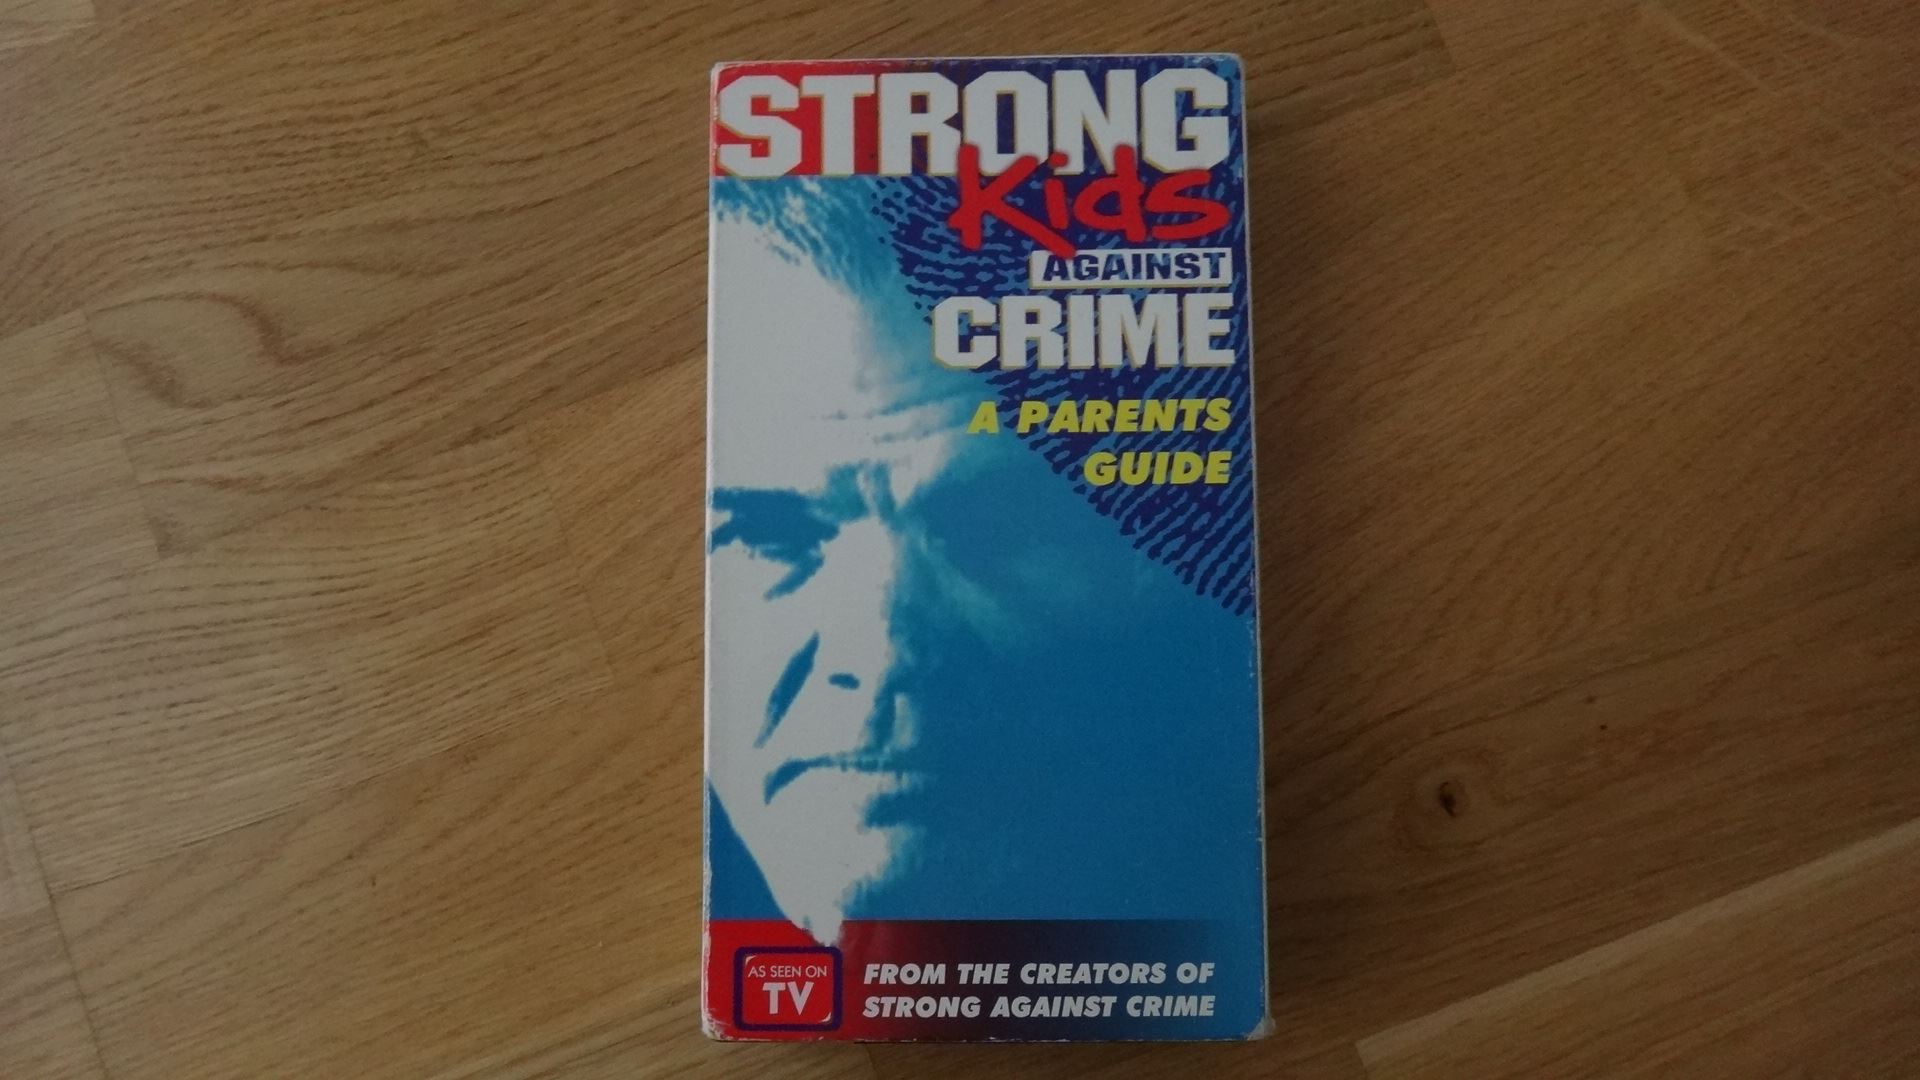 STRONG
Kids
AGAINST
CRIME
A PARENTS
GUIDE
AS SEEN ON
TV
FROM THE CREATORS OF
STRONG AGAINST CRIME